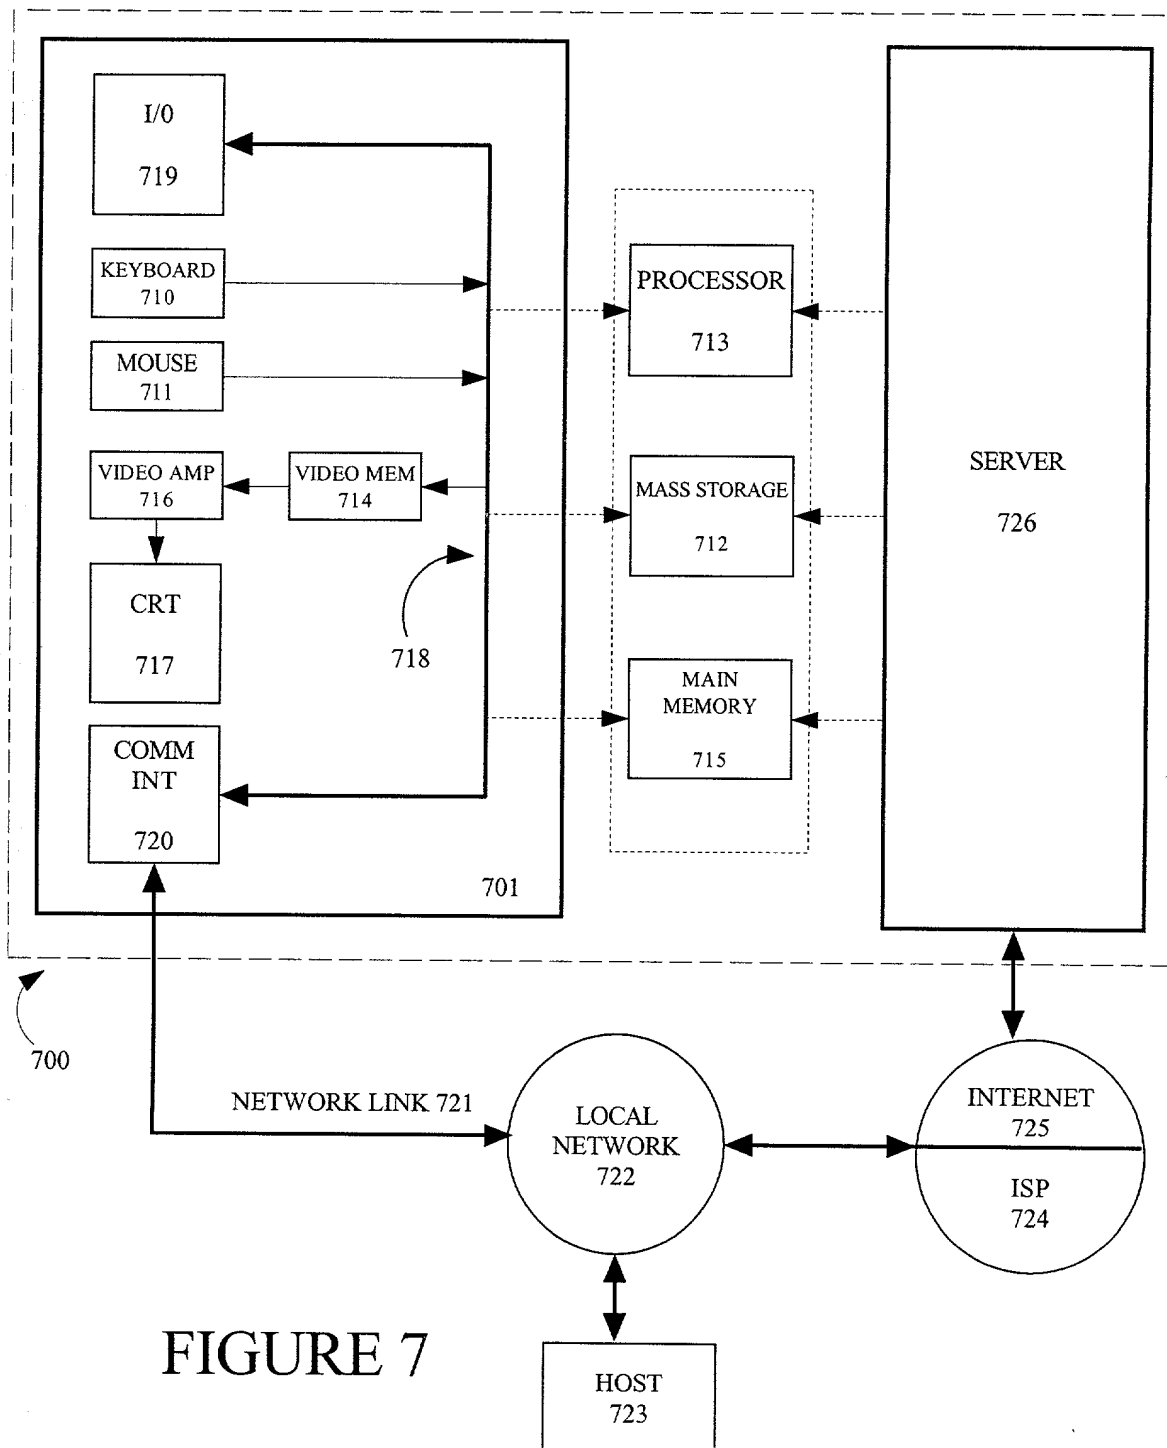 I/0
719
KEYBOARD
710
MOUSE
711
VIDEO AMP
716
VIDEO MEM
714
CRT
717
718
COMM
INT
720
701
PROCESSOR
713
MASS STORAGE
712
MAIN
MEMORY
715
SERVER
726
700
NETWORK LINK 721
LOCAL
NETWORK
722
INTERNET
725
ISP
724
FIGURE 7
HOST
723